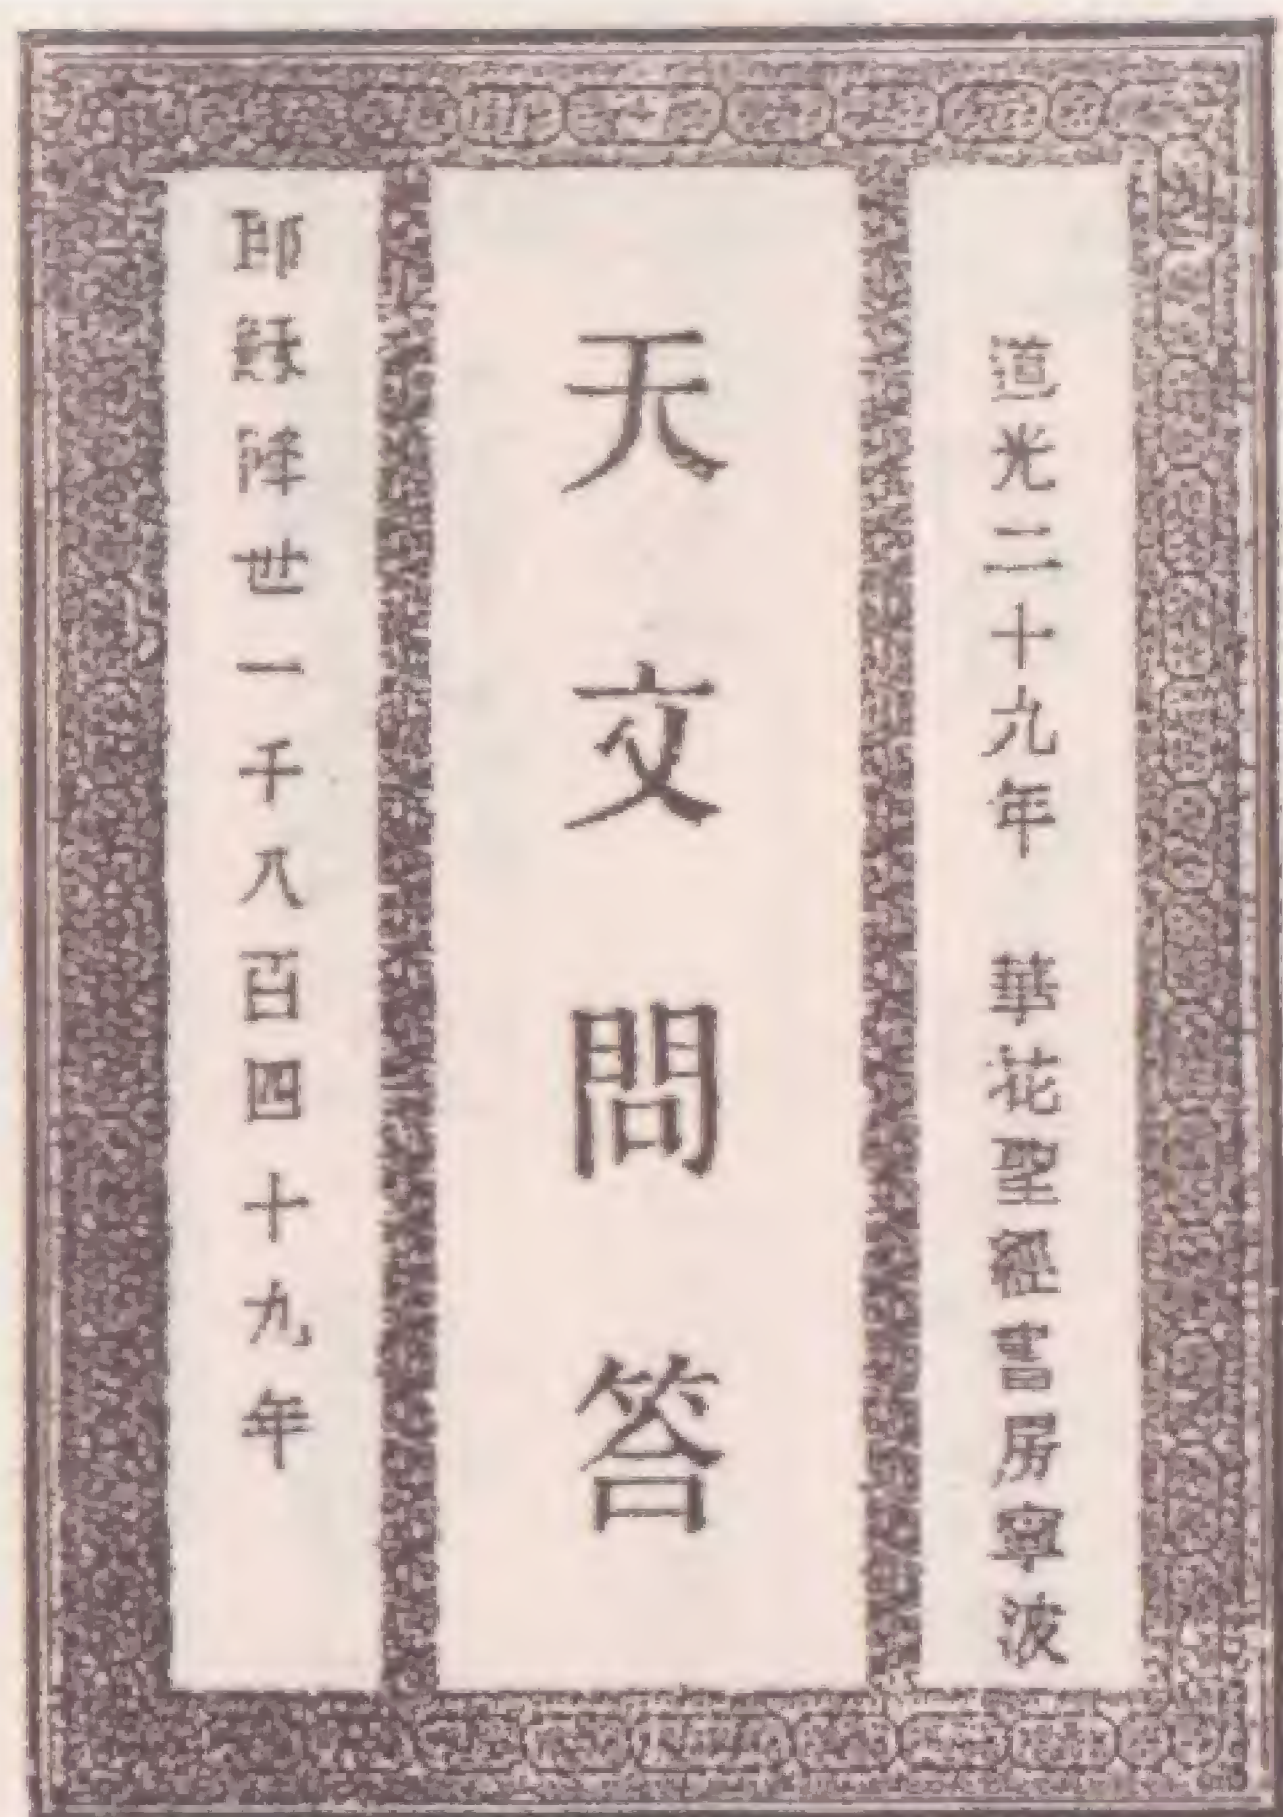 道光二十九年 華花聖經書房寧波
天文問答
耶穌降世一千八百四十九年